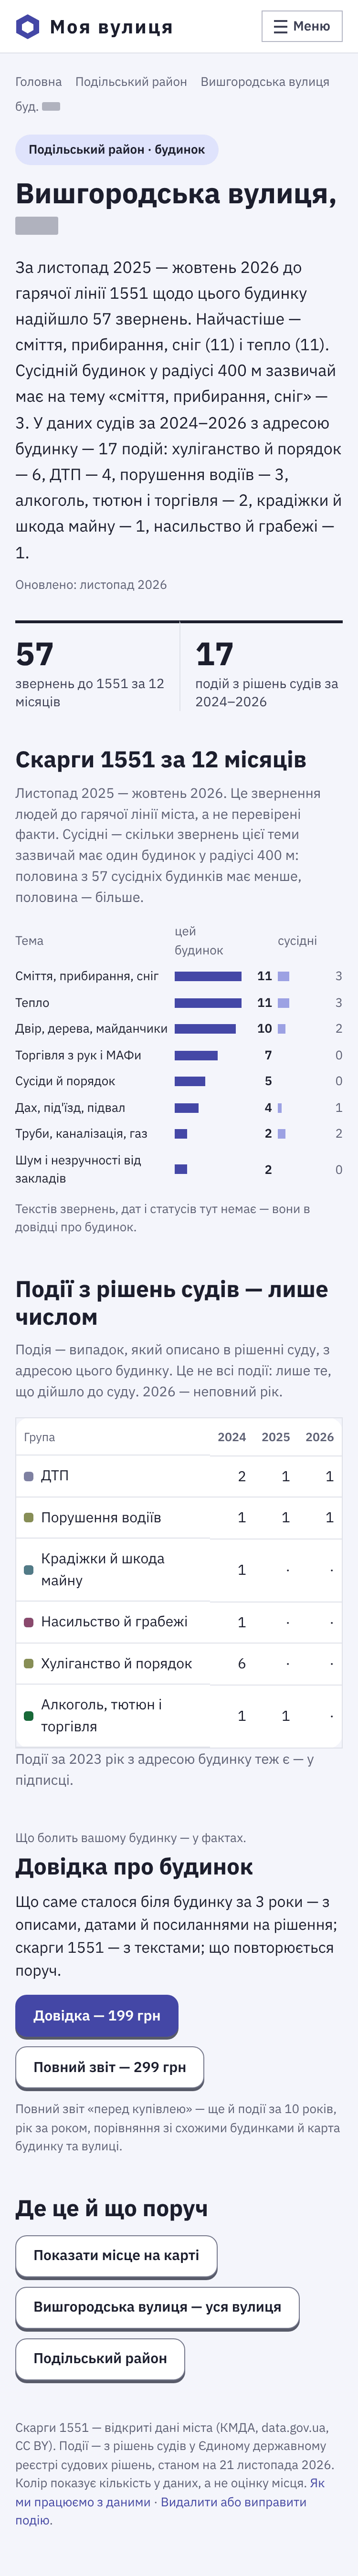 Моя вулиця
Меню
Головна Подільський район Вишгородська вулиця
буд.
Подільський район · будинок
Вишгородська вулиця,
За листопад 2025 — жовтень 2026 до
гарячої лінії 1551 щодо цього будинку
надійшло 57 звернень. Найчастіше —
сміття, прибирання, сніг (11) і тепло (11).
Сусідній будинок у радіусі 400 м зазвичай
має на тему «сміття, прибирання, сніг» —
3. У даних судів за 2024–2026 з адресою
будинку — 17 подій: хуліганство й порядок
— 6, ДТП — 4, порушення водіїв — 3,
алкоголь, тютюн і торгівля — 2, крадіжки й
шкода майну — 1, насильство й грабежі —
1.
Оновлено: листопад 2026
57
звернень до 1551 за 12
місяців
17
подій з рішень судів за
2024–2026
Скарги 1551 за 12 місяців
Листопад 2025 — жовтень 2026. Це звернення
людей до гарячої лінії міста, а не перевірені
факти. Сусідні — скільки звернень цієї теми
зазвичай має один будинок у радіусі 400 м:
половина з 57 сусідніх будинків має менше,
половина — більше.
Тема цей будинок сусідні
Сміття, прибирання, сніг 11 3
Тепло 11 3
Двір, дерева, майданчики 10 2
Торгівля з рук і МАФи 7 0
Сусіди й порядок 5 0
Дах, під'їзд, підвал 4 1
Труби, каналізація, газ 2 2
Шум і незручності від
закладів 2 0
Текстів звернень, дат і статусів тут немає — вони в
довідці про будинок.
Події з рішень судів — лише
числом
Подія — випадок, який описано в рішенні суду, з
адресою цього будинку. Це не всі події: лише те,
що дійшло до суду. 2026 — неповний рік.
Група 2024 2025 2026
ДТП 2 1 1
Порушення водіїв 1 1 1
Крадіжки й шкода
майну 1 · ·
Насильство й грабежі 1 · ·
Хуліганство й порядок 6 · ·
Алкоголь, тютюн і
торгівля 1 1 ·
Події за 2023 рік з адресою будинку теж є — у
підписці.
Що болить вашому будинку — у фактах.
Довідка про будинок
Що саме сталося біля будинку за 3 роки — з
описами, датами й посиланнями на рішення;
скарги 1551 — з текстами; що повторюється
поруч.
Довідка — 199 грн
Повний звіт — 299 грн
Повний звіт «перед купівлею» — ще й події за 10 років,
рік за роком, порівняння зі схожими будинками й карта
будинку та вулиці.
Де це й що поруч
Показати місце на карті
Вишгородська вулиця — уся вулиця
Подільський район
Скарги 1551 — відкриті дані міста (КМДА, data.gov.ua,
CC BY). Події — з рішень судів у Єдиному державному
реєстрі судових рішень, станом на 21 листопада 2026.
Колір показує кількість у даних, а не оцінку місця. Як
ми працюємо з даними · Видалити або виправити
подію.